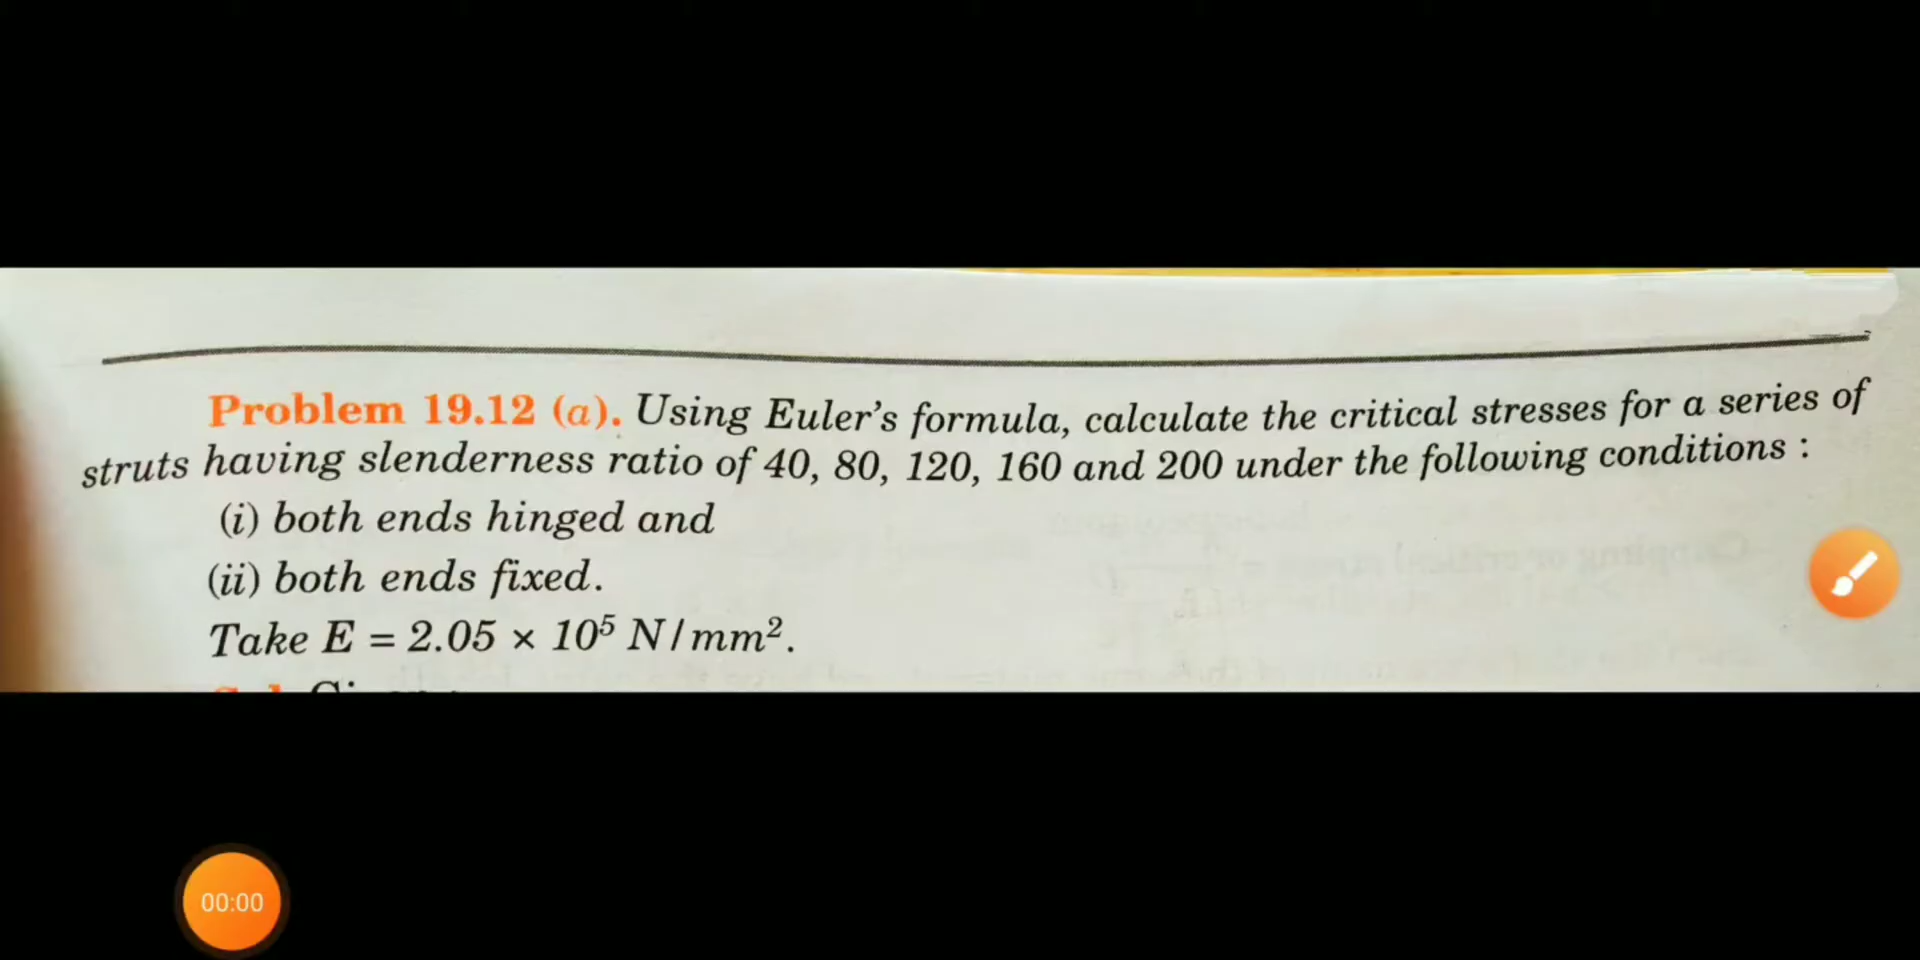 Problem 19.12 (a). Using Euler's formula, calculate the critical stresses for a series of
struts having slenderness ratio of 40, 80, 120, 160 and 200 under the following conditions :
(i) both ends hinged and
(ii) both ends fixed.
Take E = 2.05 × 10⁵ N/mm².
00:00